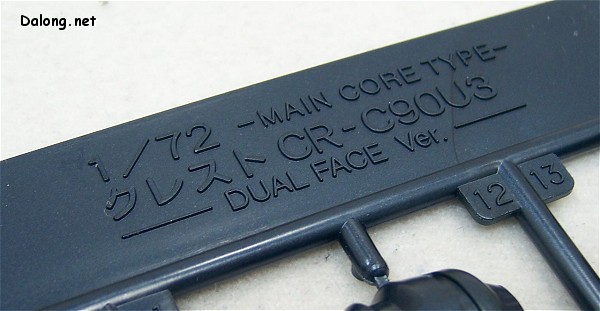 Dalong.net
1/72 -MAIN CORE TYPE-
クレスト CR-C90U3
DUAL FACE Ver.
12 13